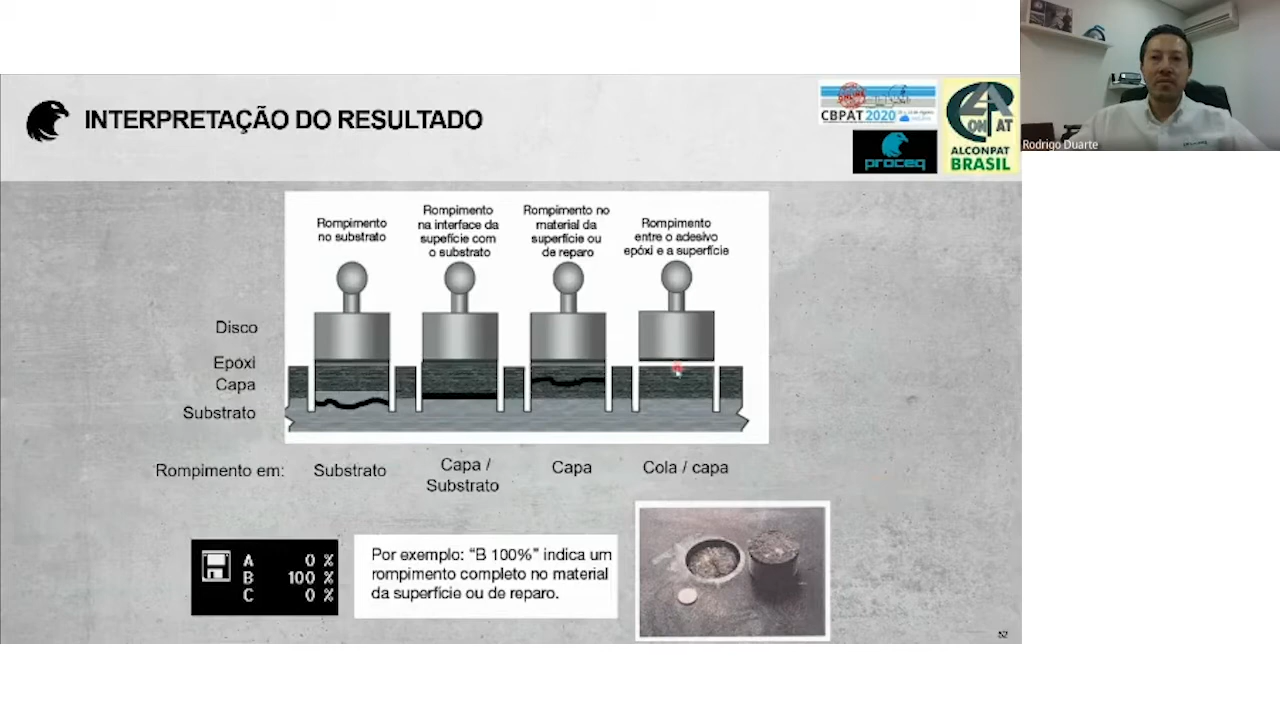 INTERPRETAÇÃO DO RESULTADO
CBPAT 2020
proceq
ALCONPAT
BRASIL
Rodrigo Duarte
Rompimento
no substrato
Rompimento
na interface da
supefície com
o substrato
Rompimento no
material da
superfície ou
de reparo
Rompimento
entre o adesivo
epóxi e a superfície
Disco
Epoxi
Capa
Substrato
Rompimento em:
Substrato
Capa /
Substrato
Capa
Cola / capa
A 0 %
B 100 %
C 0 %
Por exemplo: “B 100%” indica um
rompimento completo no material
da superfície ou de reparo.
52